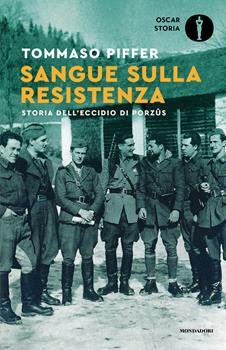 OSCAR
STORIA
TOMMASO PIFFER
SANGUE SULLA
RESISTENZA
STORIA DELL'ECCIDIO DI PORZÛS
MONDADORI